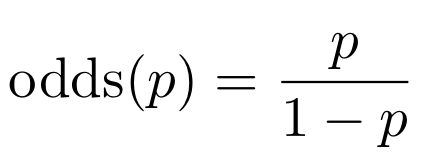 odds(p) = p / (1 − p)